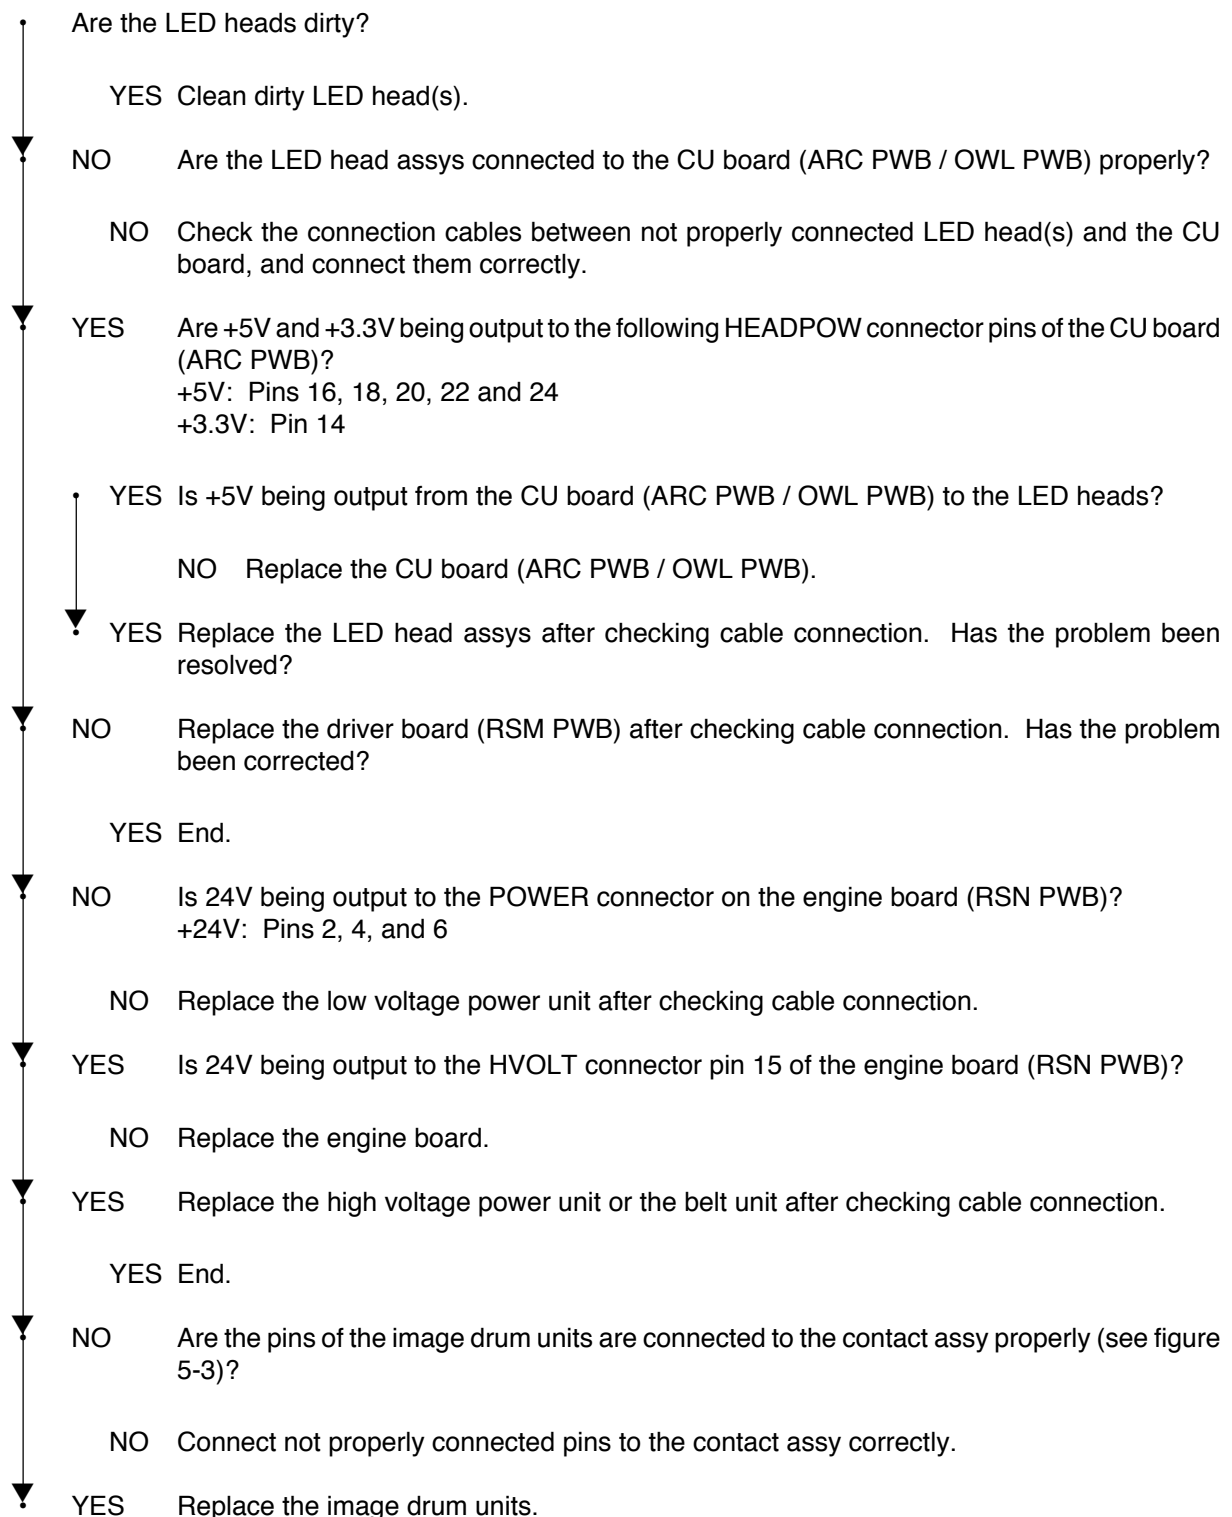 Are the LED heads dirty?
YES Clean dirty LED head(s).
NO Are the LED head assys connected to the CU board (ARC PWB / OWL PWB) properly?
NO Check the connection cables between not properly connected LED head(s) and the CU
board, and connect them correctly.
YES Are +5V and +3.3V being output to the following HEADPOW connector pins of the CU board
(ARC PWB)?
+5V: Pins 16, 18, 20, 22 and 24
+3.3V: Pin 14
YES Is +5V being output from the CU board (ARC PWB / OWL PWB) to the LED heads?
NO Replace the CU board (ARC PWB / OWL PWB).
YES Replace the LED head assys after checking cable connection. Has the problem been
resolved?
NO Replace the driver board (RSM PWB) after checking cable connection. Has the problem
been corrected?
YES End.
NO Is 24V being output to the POWER connector on the engine board (RSN PWB)?
+24V: Pins 2, 4, and 6
NO Replace the low voltage power unit after checking cable connection.
YES Is 24V being output to the HVOLT connector pin 15 of the engine board (RSN PWB)?
NO Replace the engine board.
YES Replace the high voltage power unit or the belt unit after checking cable connection.
YES End.
NO Are the pins of the image drum units are connected to the contact assy properly (see figure
5-3)?
NO Connect not properly connected pins to the contact assy correctly.
YES Replace the image drum units.